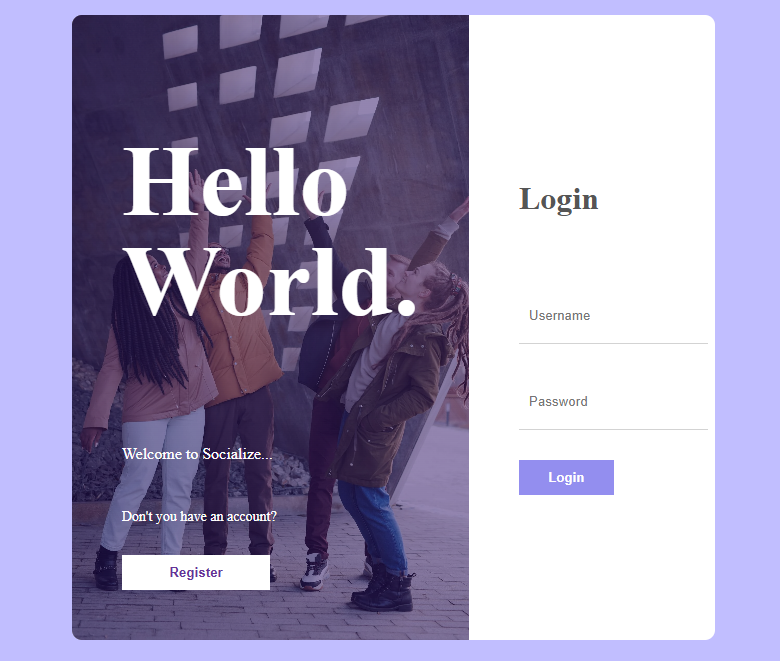 Hello
World.
Welcome to Socialize...
Don't you have an account?
Register
Login
Username
Password
Login